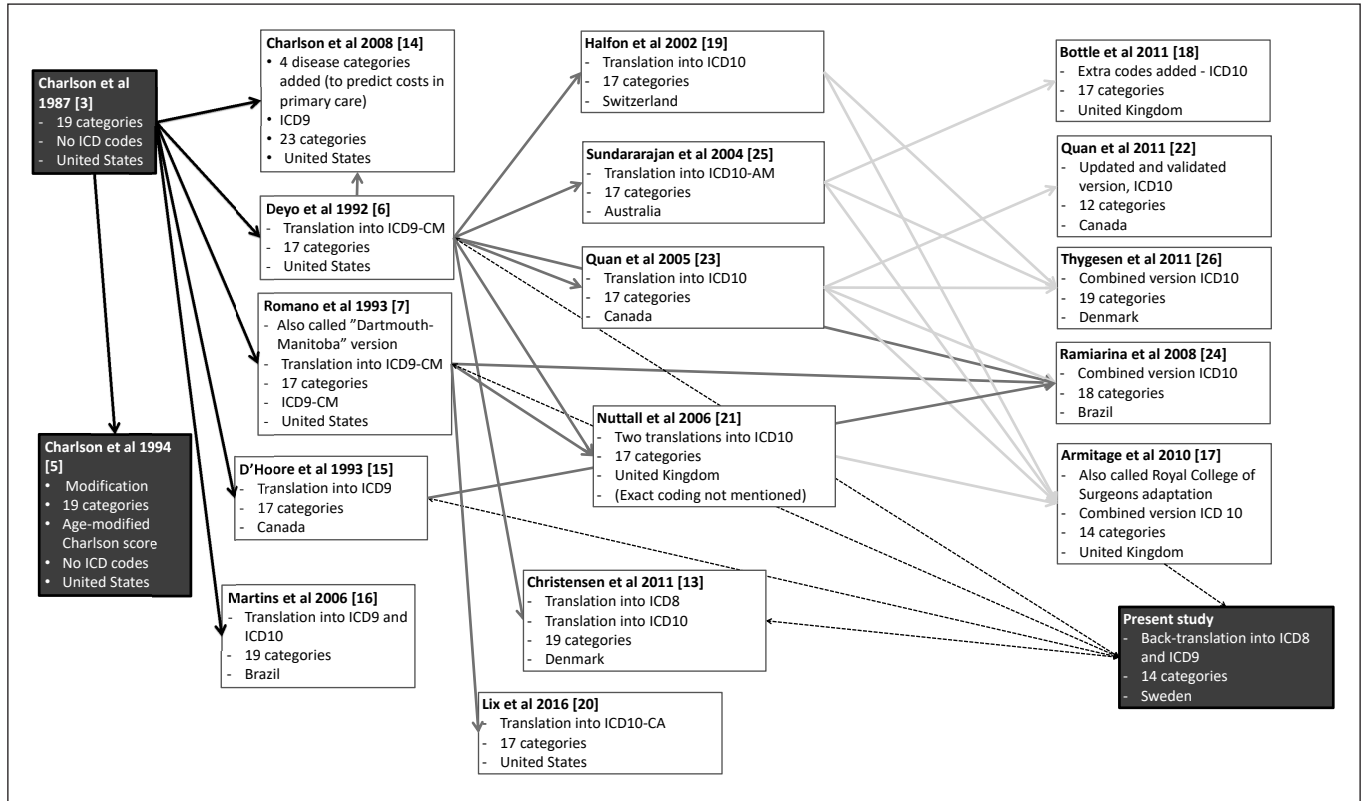 Charlson et al
1987 [3]
- 19 categories
- No ICD codes
- United States
Charlson et al 1994
[5]
• Modification
• 19 categories
• Age-modified
Charlson score
• No ICD codes
• United States
Charlson et al 2008 [14]
• 4 disease categories
added (to predict costs in
primary care)
• ICD9
• 23 categories
• United States
Deyo et al 1992 [6]
- Translation into ICD9-CM
- 17 categories
- United States
Romano et al 1993 [7]
- Also called ”Dartmouth-
Manitoba” version
- Translation into ICD9-CM
- 17 categories
- ICD9-CM
- United States
D’Hoore et al 1993 [15]
- Translation into ICD9
- 17 categories
- Canada
Martins et al 2006 [16]
- Translation into ICD9 and
ICD10
- 19 categories
- Brazil
Halfon et al 2002 [19]
- Translation into ICD10
- 17 categories
- Switzerland
Sundararajan et al 2004 [25]
- Translation into ICD10-AM
- 17 categories
- Australia
Quan et al 2005 [23]
- Translation into ICD10
- 17 categories
- Canada
Nuttall et al 2006 [21]
- Two translations into ICD10
- 17 categories
- United Kingdom
- (Exact coding not mentioned)
Christensen et al 2011 [13]
- Translation into ICD8
- Translation into ICD10
- 19 categories
- Denmark
Lix et al 2016 [20]
- Translation into ICD10-CA
- 17 categories
- United States
Bottle et al 2011 [18]
- Extra codes added - ICD10
- 17 categories
- United Kingdom
Quan et al 2011 [22]
- Updated and validated
version, ICD10
- 12 categories
- Canada
Thygesen et al 2011 [26]
- Combined version ICD10
- 19 categories
- Denmark
Ramiarina et al 2008 [24]
- Combined version ICD10
- 18 categories
- Brazil
Armitage et al 2010 [17]
- Also called Royal College of
Surgeons adaptation
- Combined version ICD 10
- 14 categories
- United Kingdom
Present study
- Back-translation into ICD8
and ICD9
- 14 categories
- Sweden